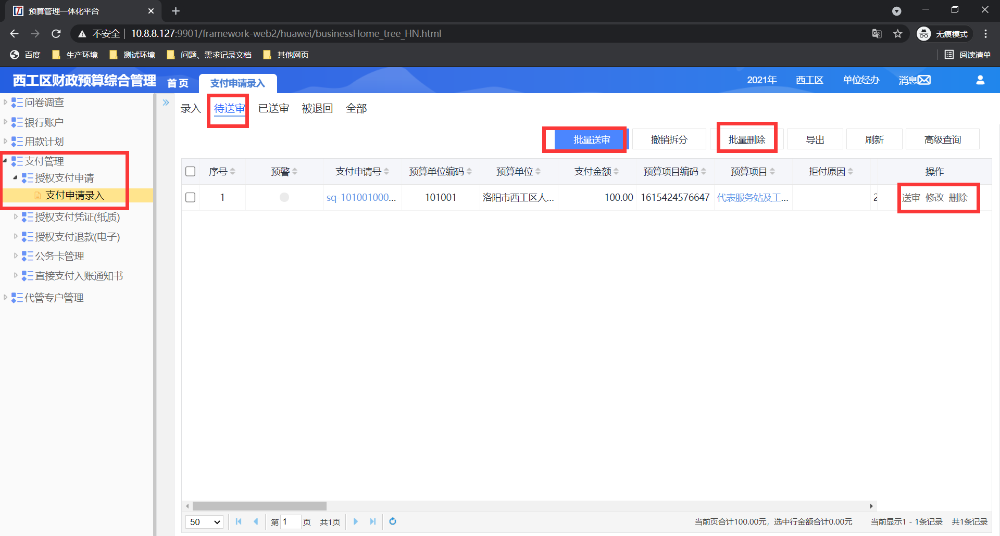 预算管理一体化平台
不安全 10.8.8.127:9901/framework-web2/huawei/businessHome_tree_HN.html
无痕模式
百度 生产环境 测试环境 问题、需求记录文档 其他网页 阅读清单
西工区财政预算综合管理 首页 支付申请录入 2021年 西工区 单位经办 消息
问卷调查
银行账户
用款计划
支付管理
授权支付申请
支付申请录入
授权支付凭证(纸质)
授权支付退款(电子)
公务卡管理
直接支付入账通知书
代管专户管理
录入 待送审 已送审 被退回 全部
批量送审 撤销拆分 批量删除 导出 刷新 高级查询
序号 预警 支付申请号 预算单位编码 预算单位 支付金额 预算项目编码 预算项目 拒付原因 操作
1 sq-101001000... 101001 洛阳市西工区人... 100.00 1615424576647 代表服务站及工... 2 送审 修改 删除
50 第 1 页 共1页 当前页合计100.00元，选中行金额合计0.00元 当前显示1 - 1条记录 共1条记录